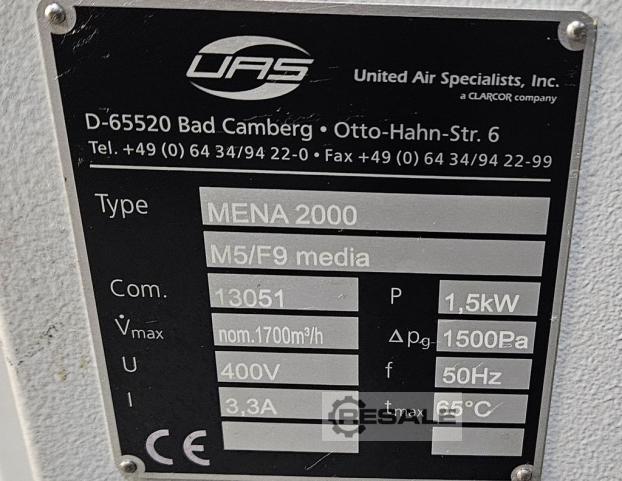 UAS
United Air Specialists, Inc.
a CLARCOR company
D-65520 Bad Camberg • Otto-Hahn-Str. 6
Tel. +49 (0) 64 34/94 22-0 • Fax +49 (0) 64 34/94 22-99
Type MENA 2000
M5/F9 media
Com. 13051 P 1,5kW
V̇max nom.1700m³/h Δpg 1500Pa
U 400V f 50Hz
I 3,3A tmax 65°C
RESALE
CE